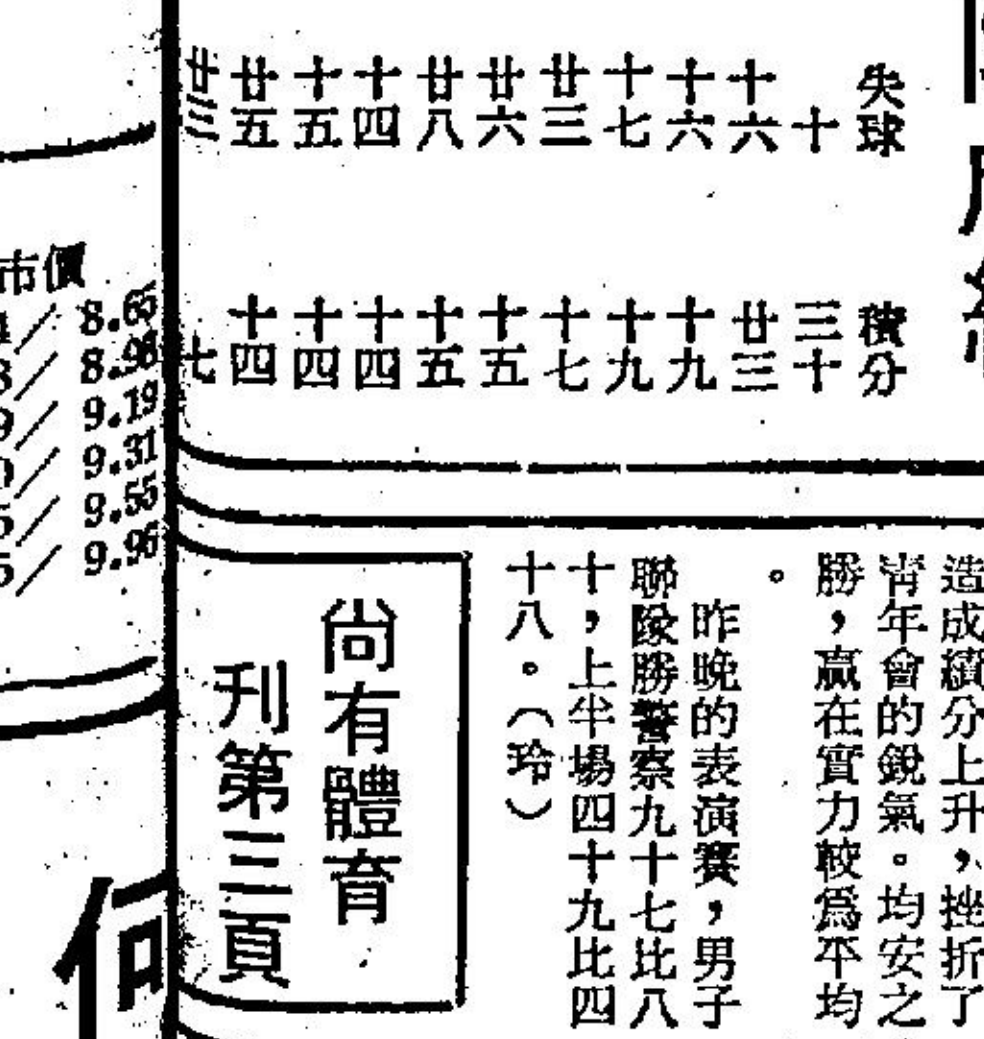 失球
十
十六
十六
十七
廿三
廿六
廿八
十四
十五
廿五
廿三
積分
三十
廿三
十九
十九
十七
十五
十五
十四
十四
十四
七
造成績分上升，挫折了
青年會的銳氣。均安之
勝，贏在實力較爲平均
。
昨晚的表演賽，男子
聯隊勝警察九十七比八
十，上半場四十九比四
十八。（玲）
尚有體育
刊第三頁
市價
8.65
8.98
9.19
9.31
9.55
9.96
何